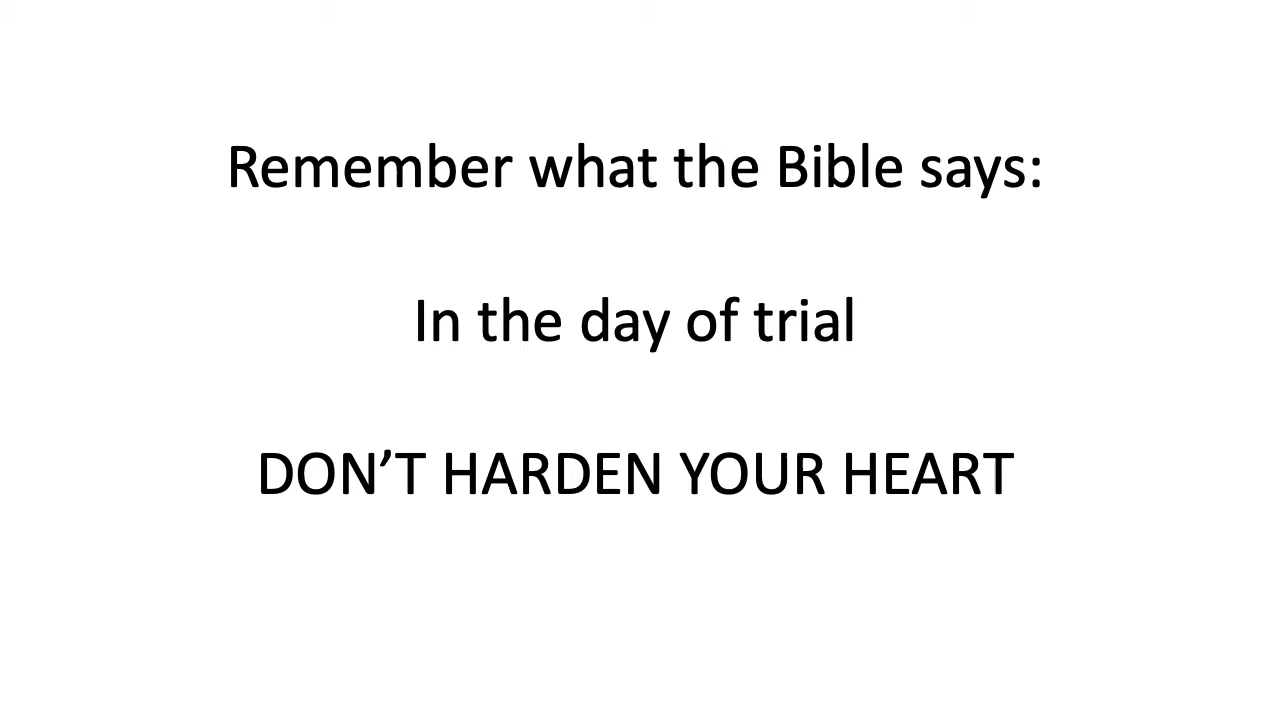 Remember what the Bible says:
In the day of trial
DON’T HARDEN YOUR HEART